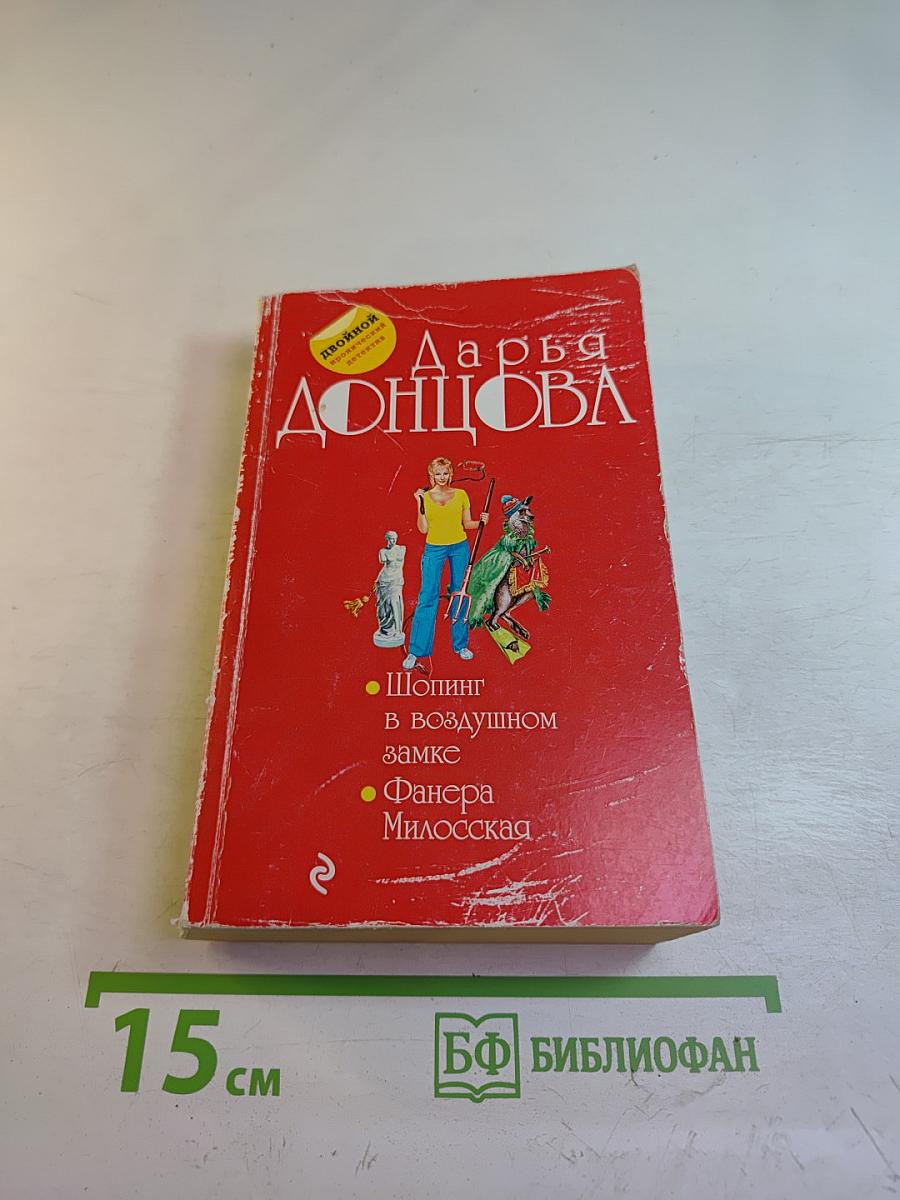 двойной
иронический
детектив
Дарья
ДОНЦОВА
Шопинг
в воздушном
замке
Фанера
Милосская
15 см
БФ БИБЛИОФАН